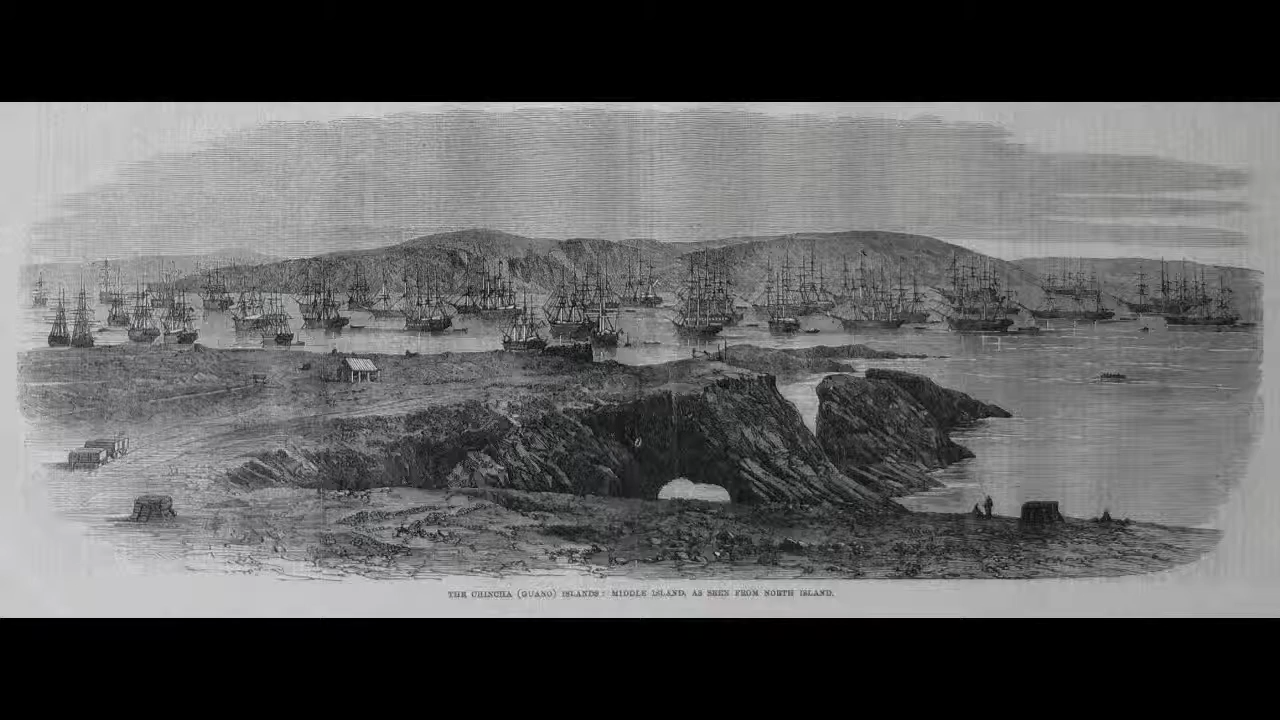 THE CHINCHA (GUANO) ISLANDS: MIDDLE ISLAND, AS SEEN FROM NORTH ISLAND.